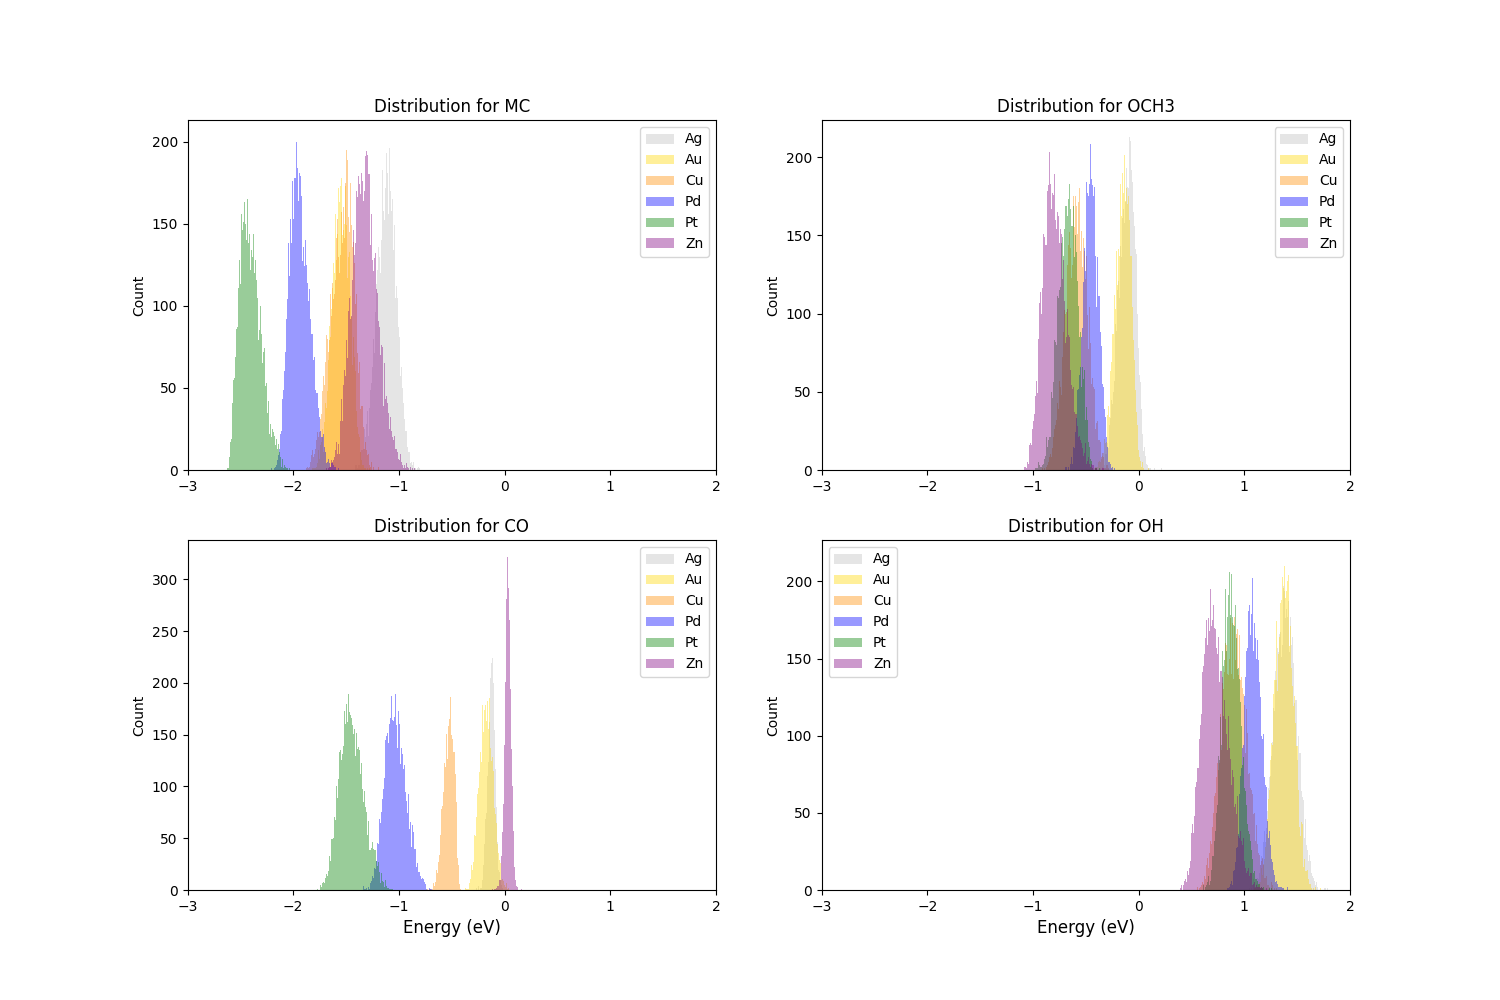 Distribution for MC
200
150
100
50
0
Count
−3
−2
−1
0
1
2
Ag
Au
Cu
Pd
Pt
Zn
Distribution for OCH3
200
150
100
50
0
Count
−3
−2
−1
0
1
2
Ag
Au
Cu
Pd
Pt
Zn
Distribution for CO
300
250
200
150
100
50
0
Count
−3
−2
−1
0
1
2
Energy (eV)
Ag
Au
Cu
Pd
Pt
Zn
Distribution for OH
200
150
100
50
0
Count
−3
−2
−1
0
1
2
Energy (eV)
Ag
Au
Cu
Pd
Pt
Zn